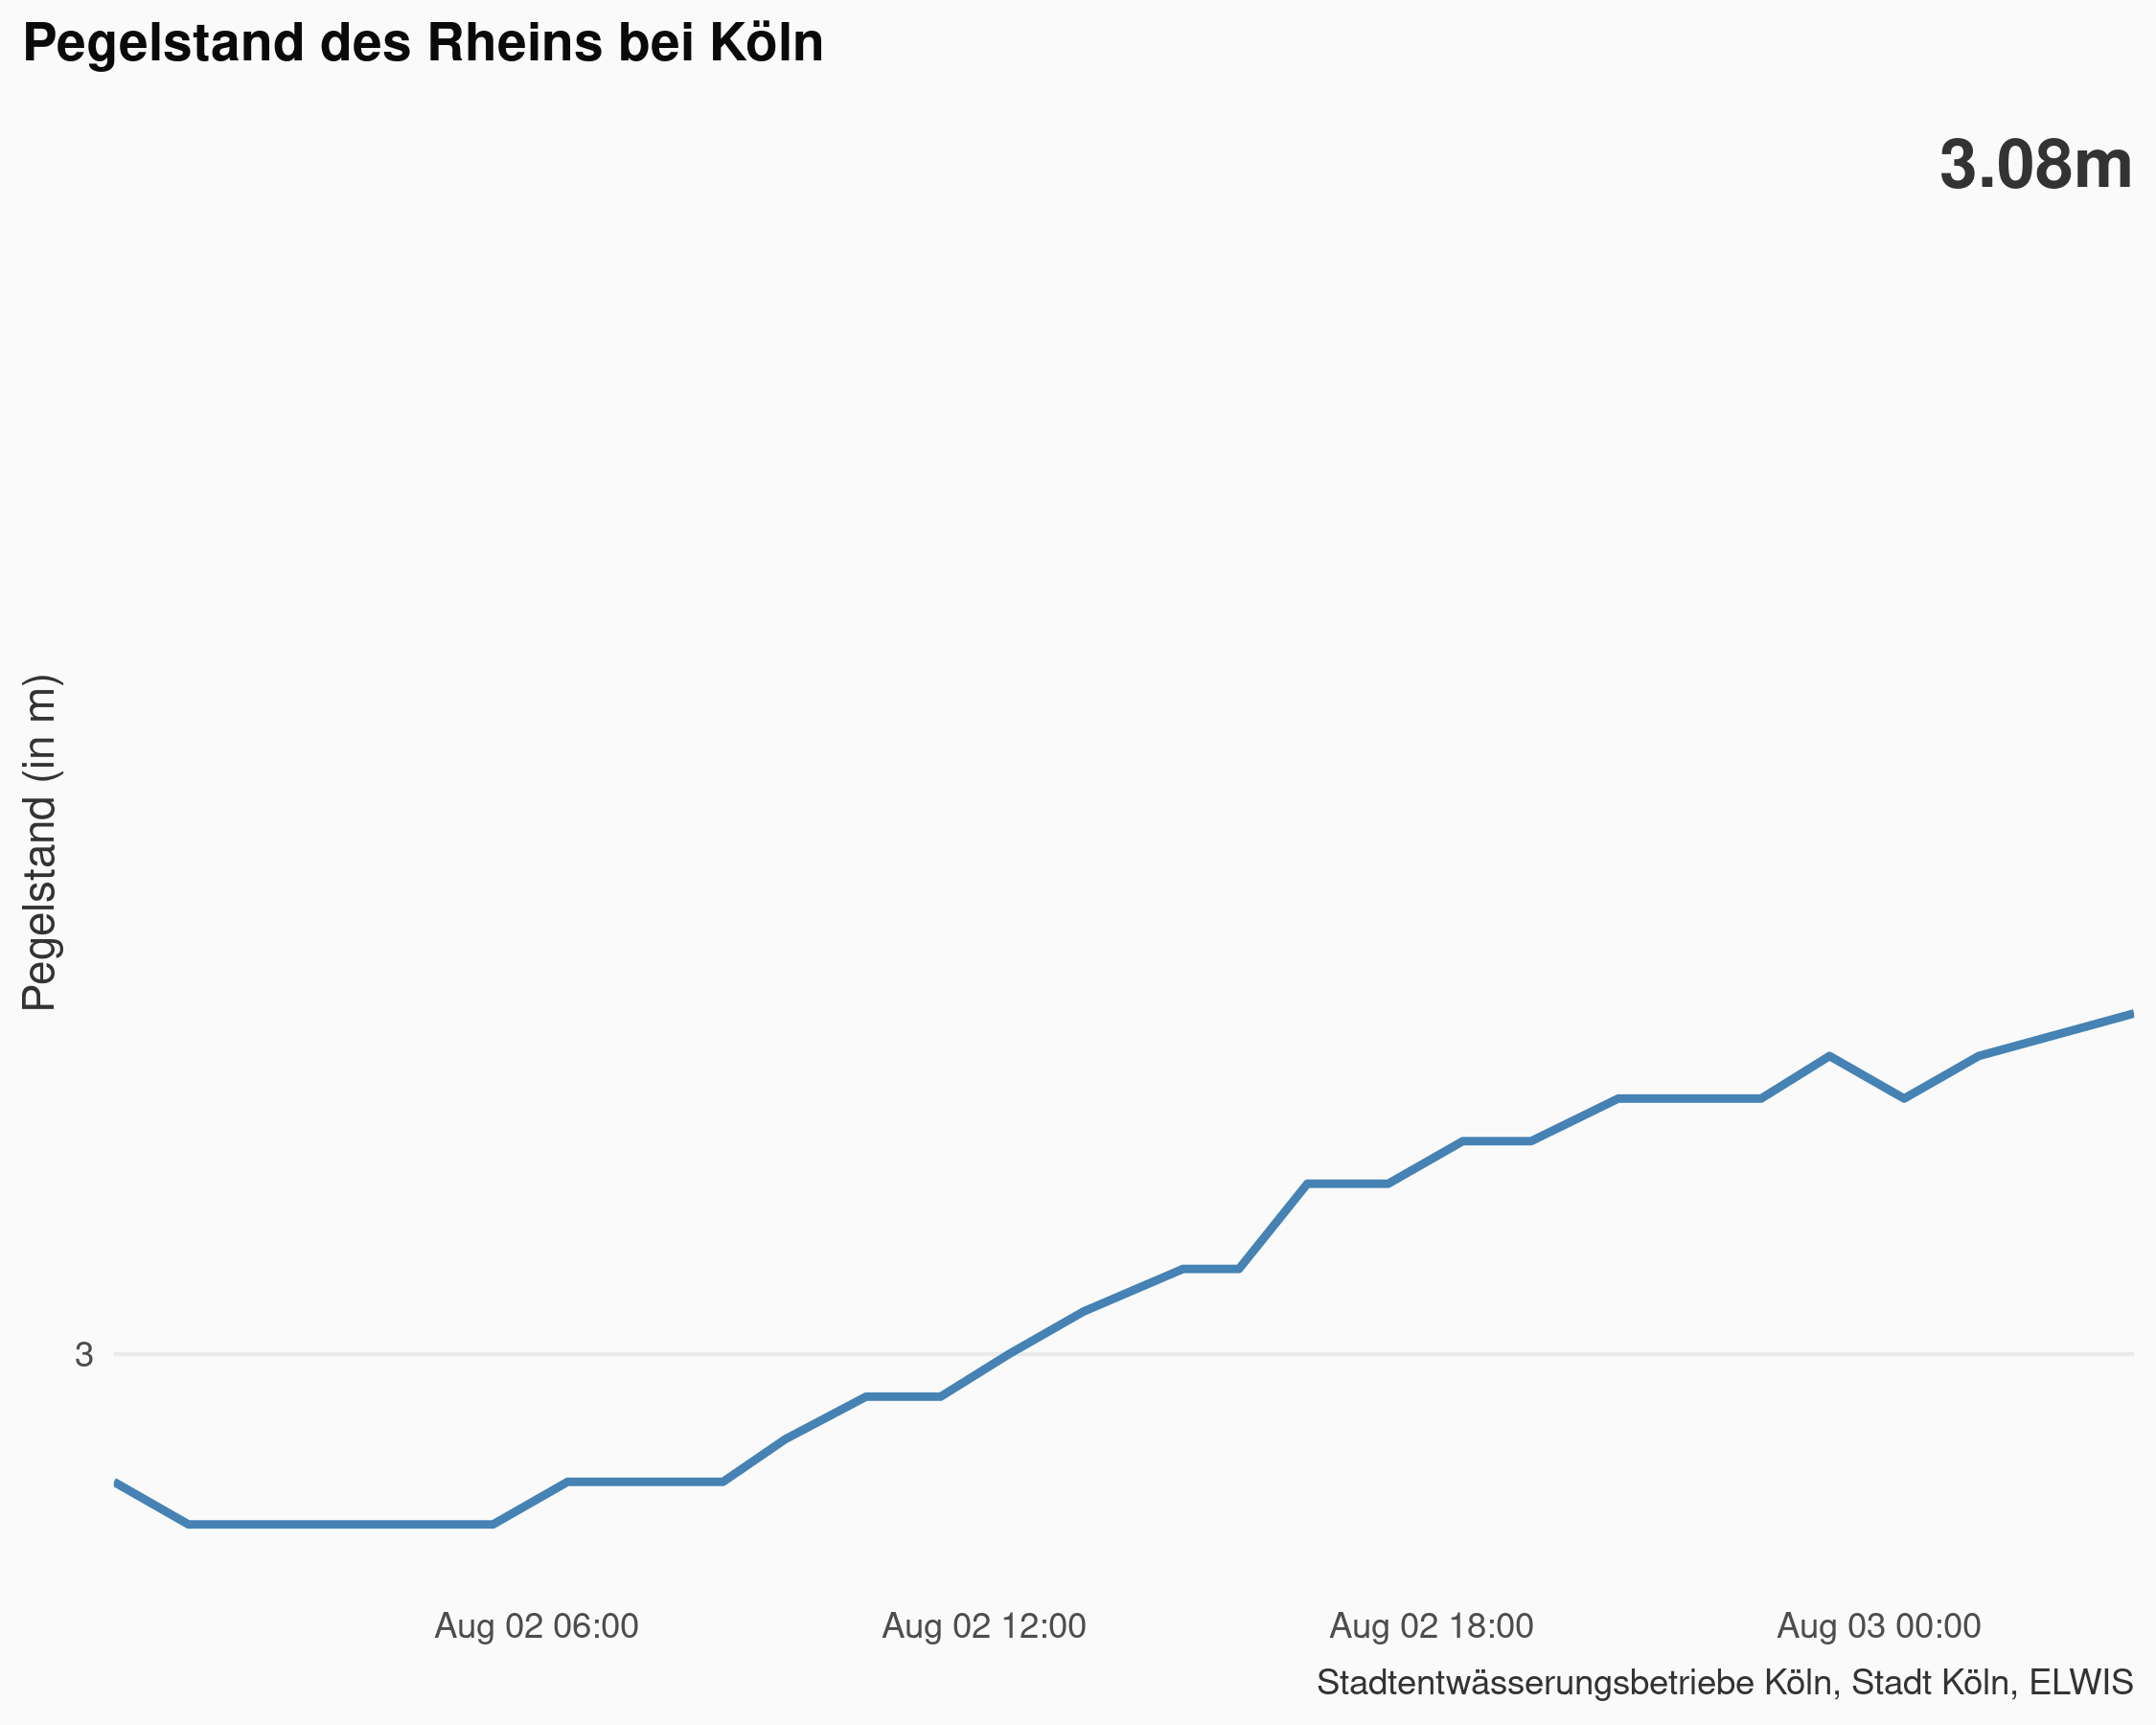 Pegelstand des Rheins bei Köln
3.08m
Pegelstand (in m)
3
Aug 02 06:00
Aug 02 12:00
Aug 02 18:00
Aug 03 00:00
Stadtentwässerungsbetriebe Köln, Stadt Köln, ELWIS